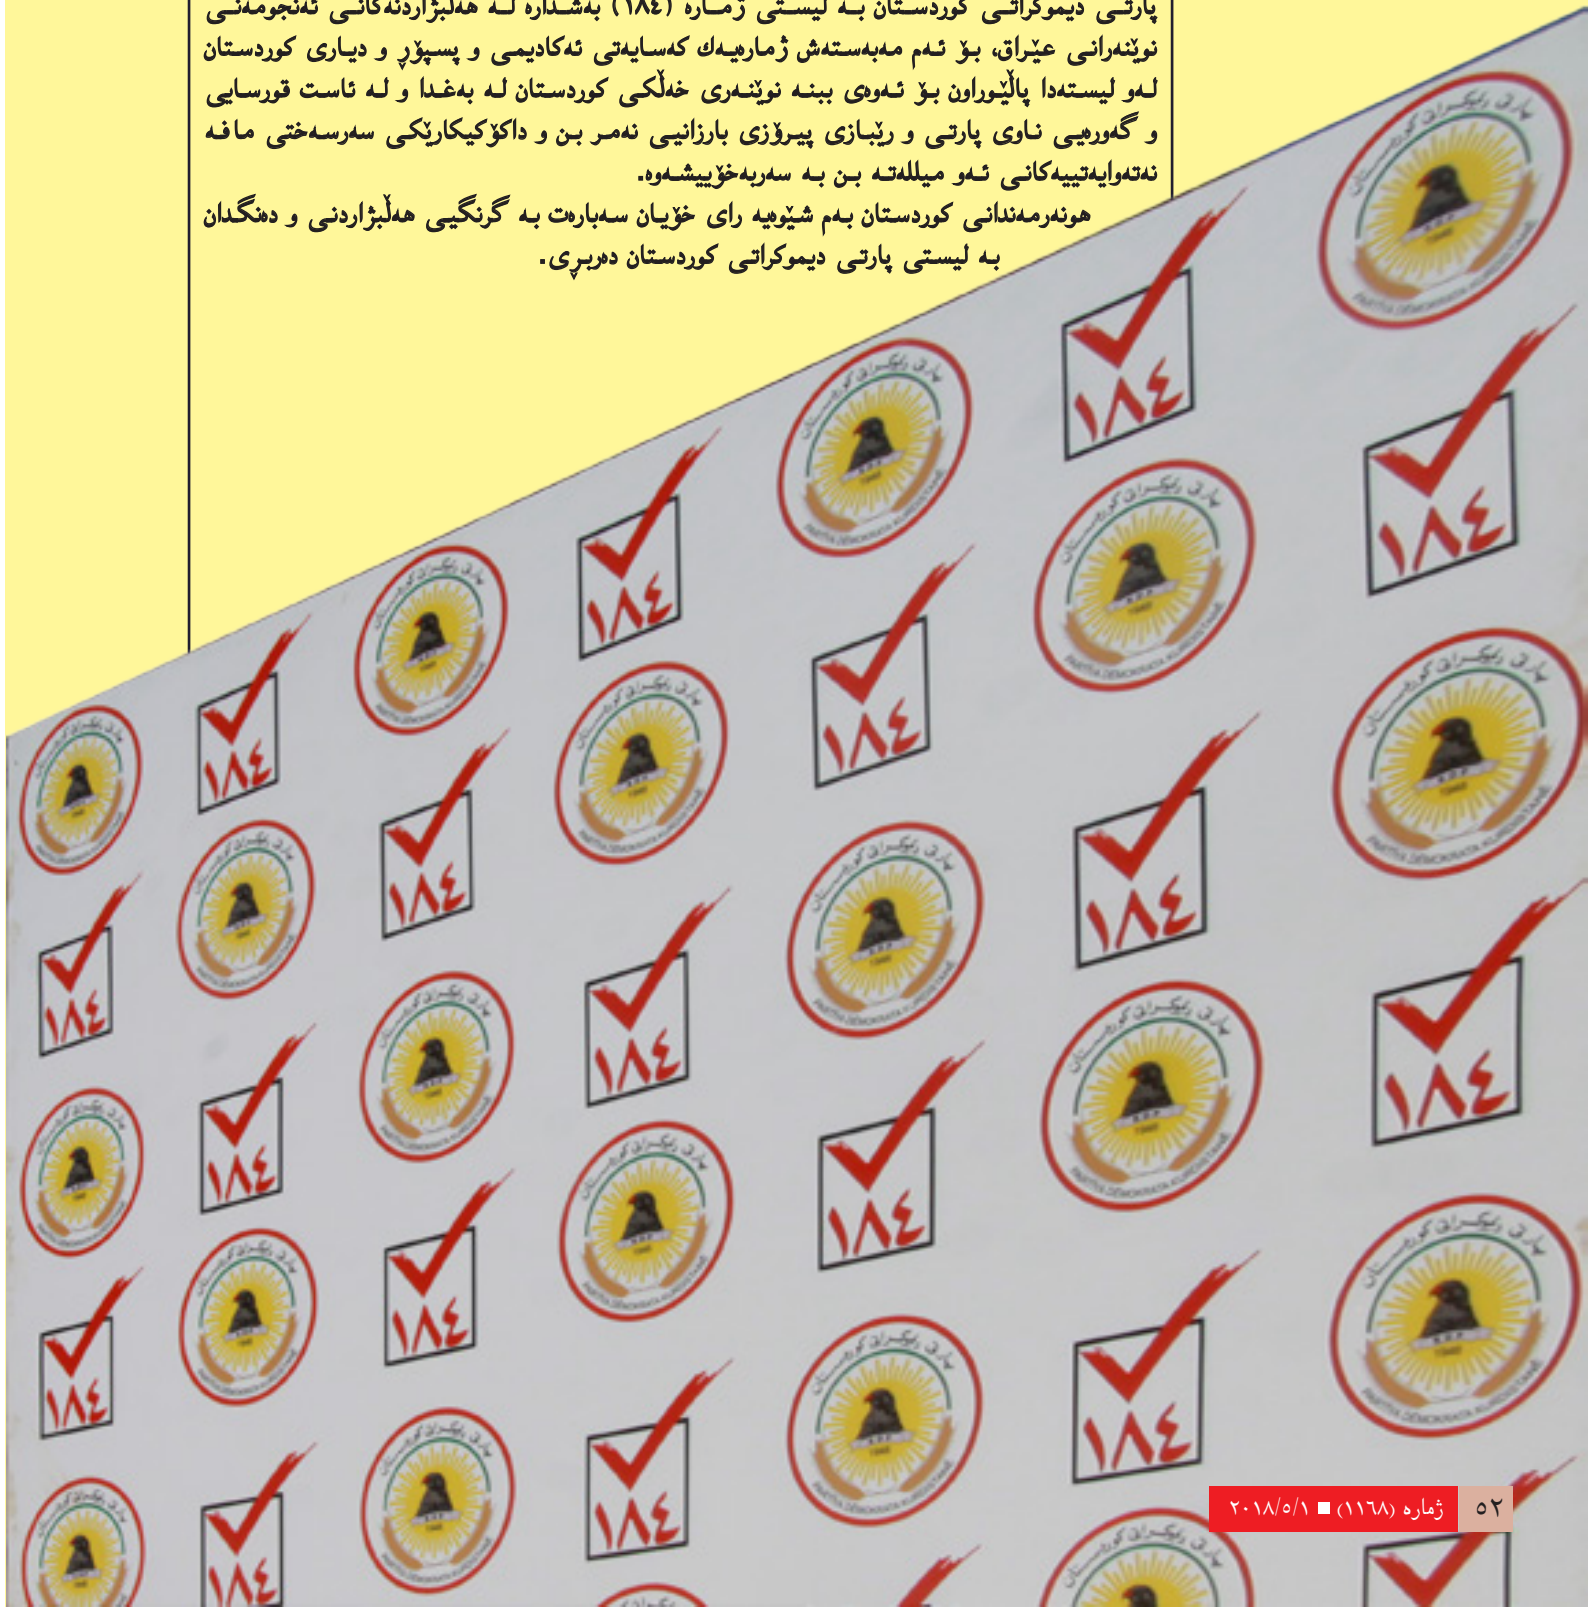 پارتی دیموکراتی کوردستان بە لیستی ژمارە (١٨٤) بەشدارە لە هەڵبژاردنەکانی ئەنجومەنی
نوێنەرانی عێراق، بۆ ئەم مەبەستەش ژمارەیەك کەسایەتی ئەکادیمی و پسپۆڕ و دیاری کوردستان
لەو لیستەدا پاڵێوراون بۆ ئەوەی ببنە نوێنەری خەڵکی کوردستان لە بەغدا و لە ئاست قورسایی
و گەورەیی ناوی پارتی و رێبازی پیرۆزی بارزانیی نەمر بن و داکۆکیکارێکی سەرسەختی مافە
نەتەوایەتییەکانی ئەو میللەتە بن بە سەربەخۆییشەوە.
هونەرمەندانی کوردستان بەم شێوەیە رای خۆیان سەبارەت بە گرنگیی هەڵبژاردنی و دەنگدان
بە لیستی پارتی دیموکراتی کوردستان دەربڕی.
١٨٤
پارتی دیموکراتی کوردستان
PARTIYA DEMOKRATA KURDISTANÊ
K.D.P
1946
٥٢ ژمارە (١١٦٨) ■ ٢٠١٨/٥/١